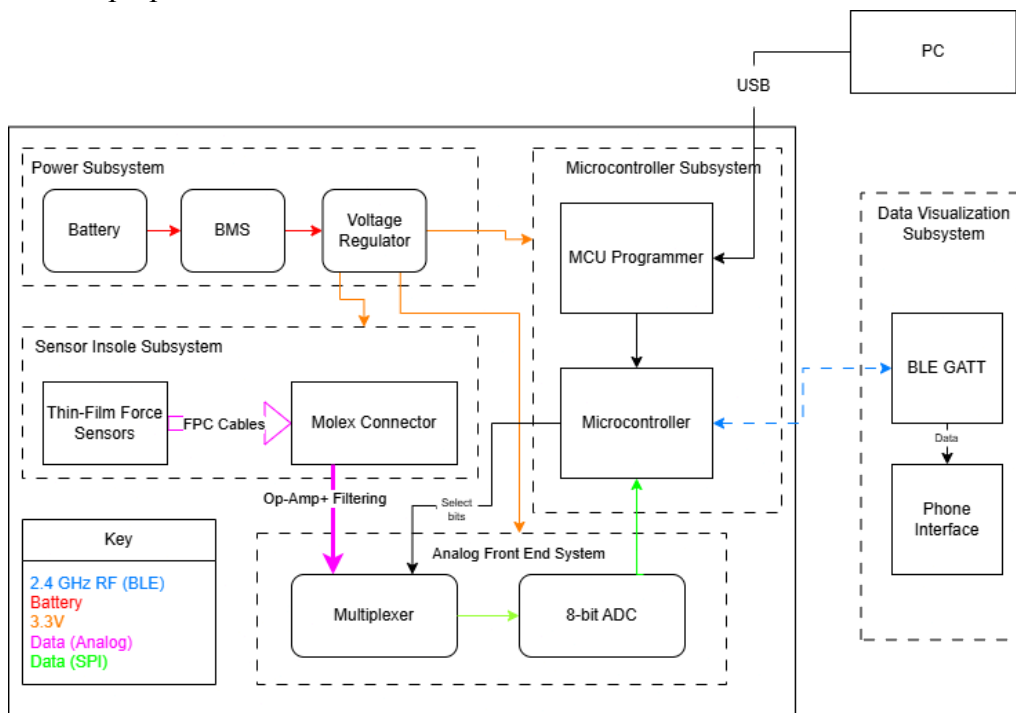 PC
USB
Power Subsystem
Battery
BMS
Voltage
Regulator
Microcontroller Subsystem
MCU Programmer
Microcontroller
Data Visualization
Subsystem
BLE GATT
Data
Phone
Interface
Sensor Insole Subsystem
Thin-Film Force
Sensors
FPC Cables
Molex Connector
Op-Amp+ Filtering
Select
bits
Analog Front End System
Multiplexer
8-bit ADC
Key
2.4 GHz RF (BLE)
Battery
3.3V
Data (Analog)
Data (SPI)